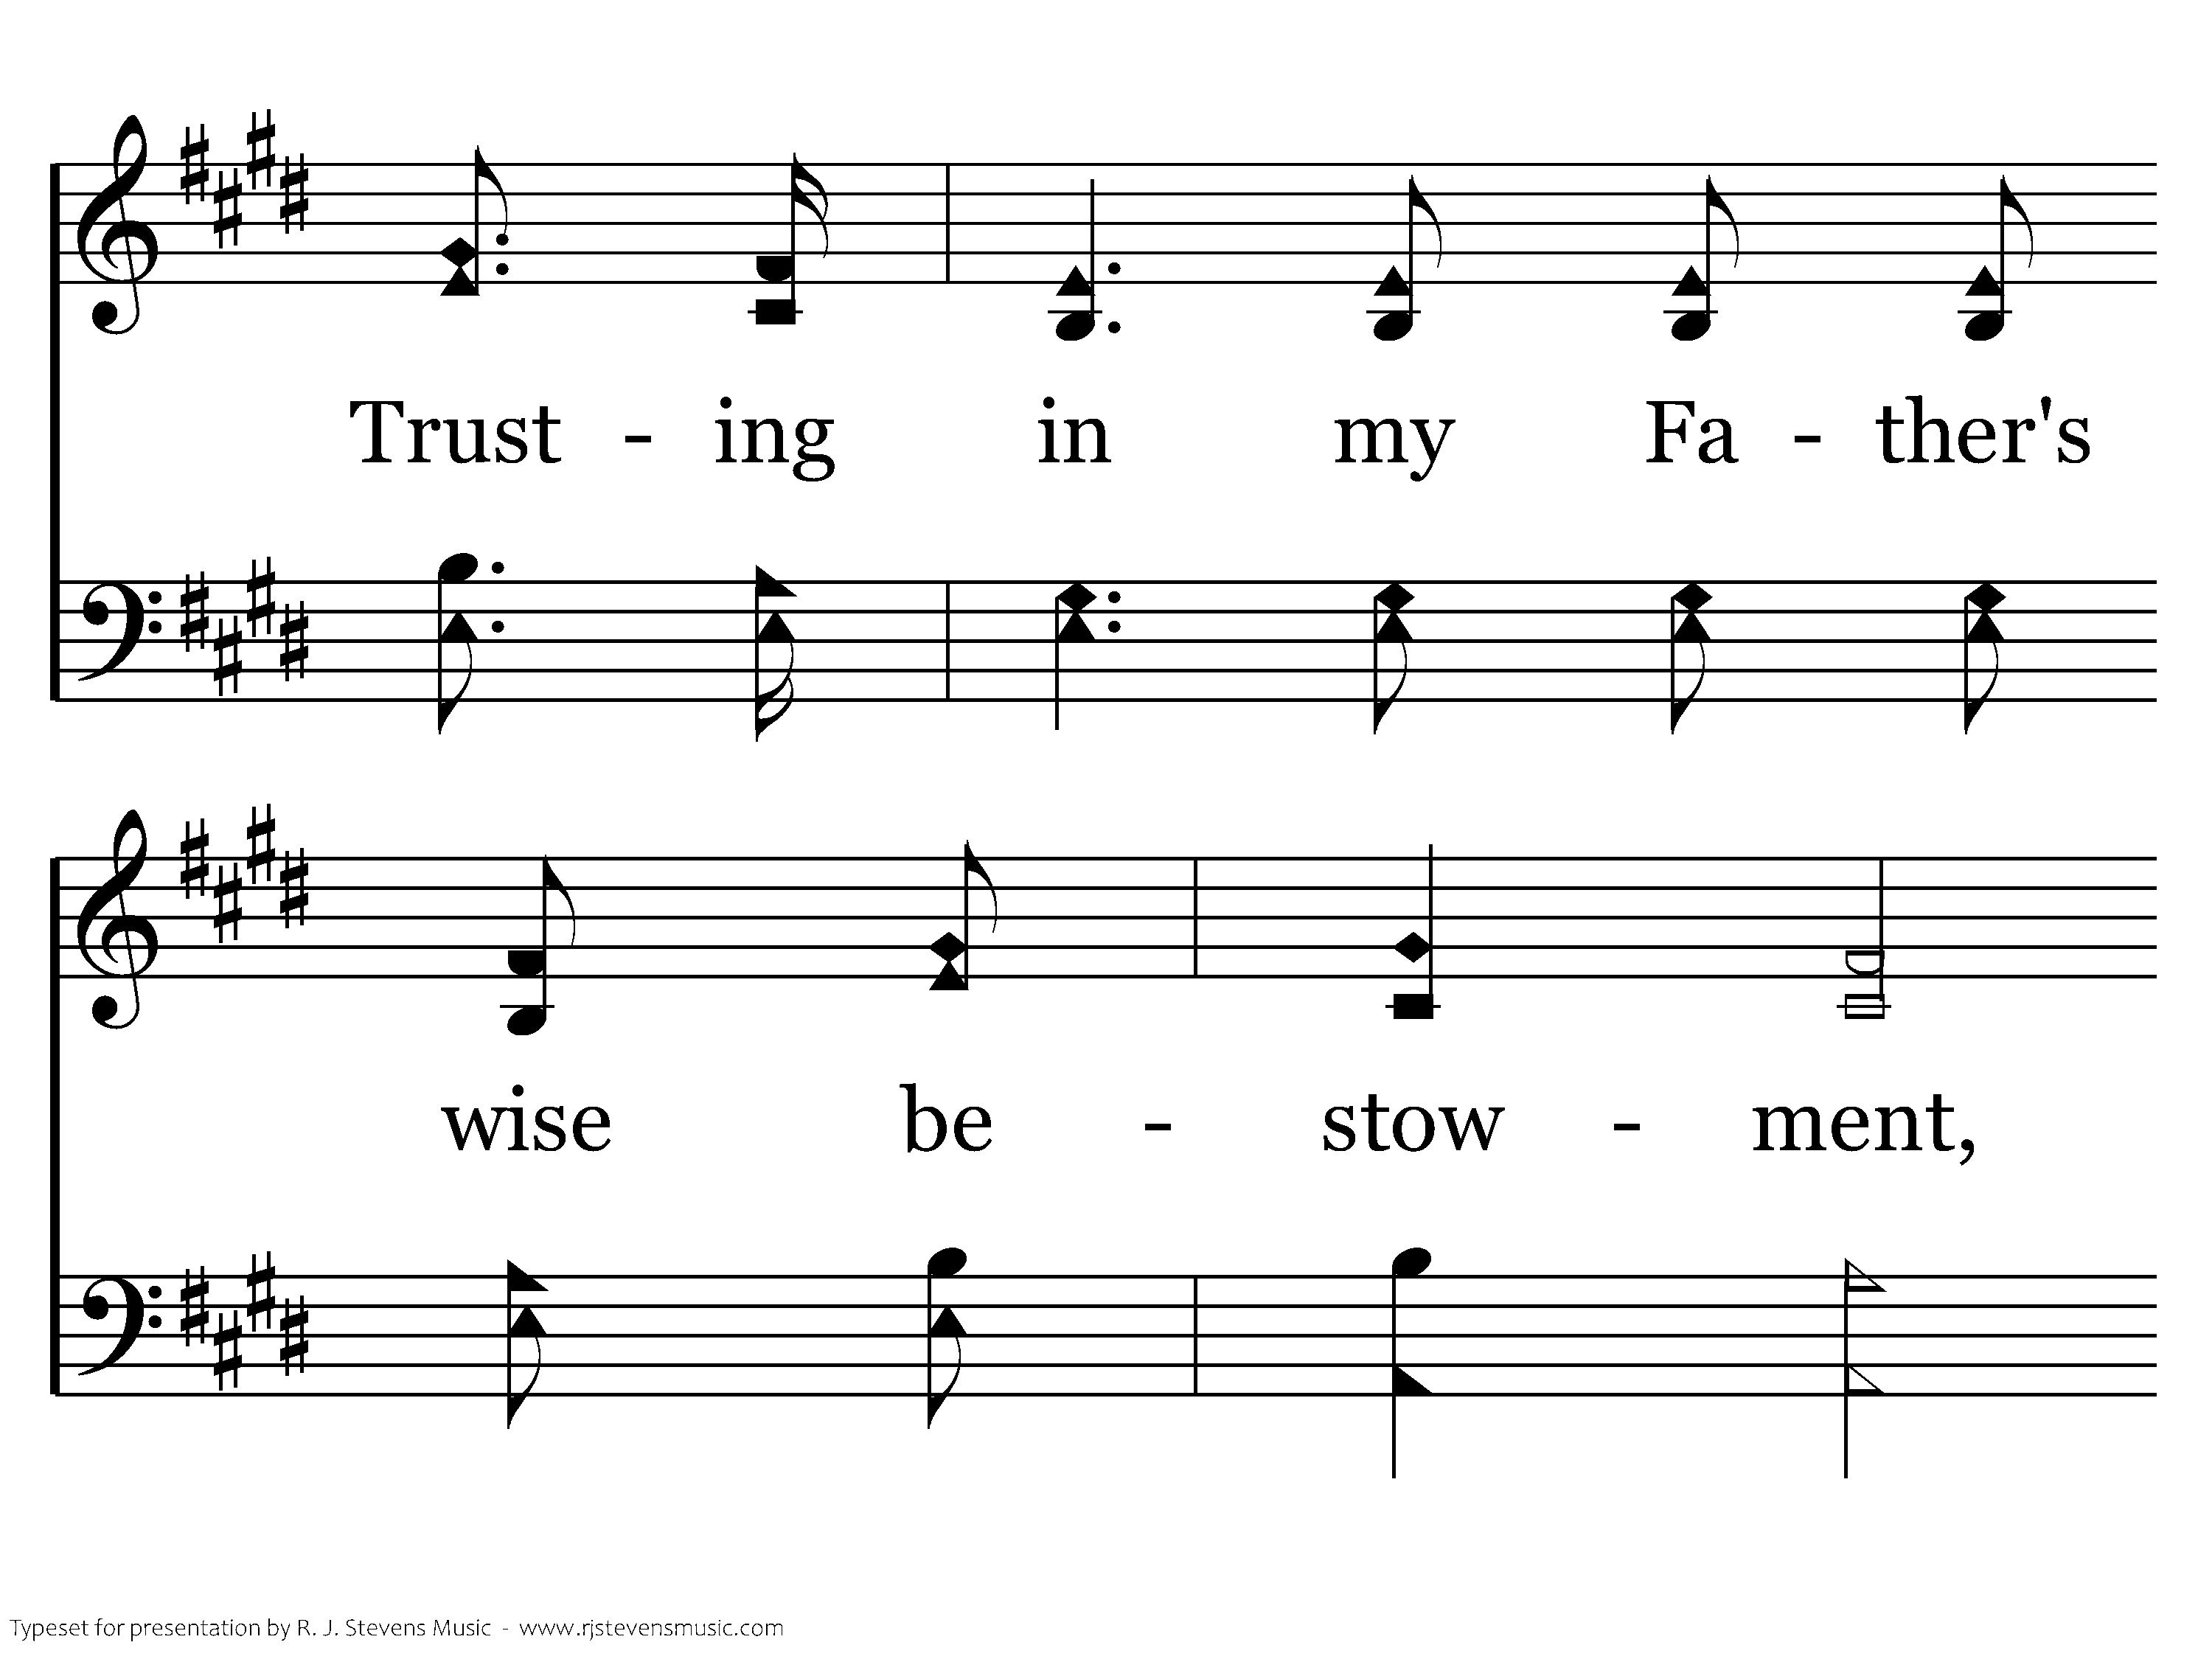 Trust - ing in my Fa - ther's
wise be - stow - ment,
Typeset for presentation by R. J. Stevens Music - www.rjstevensmusic.com